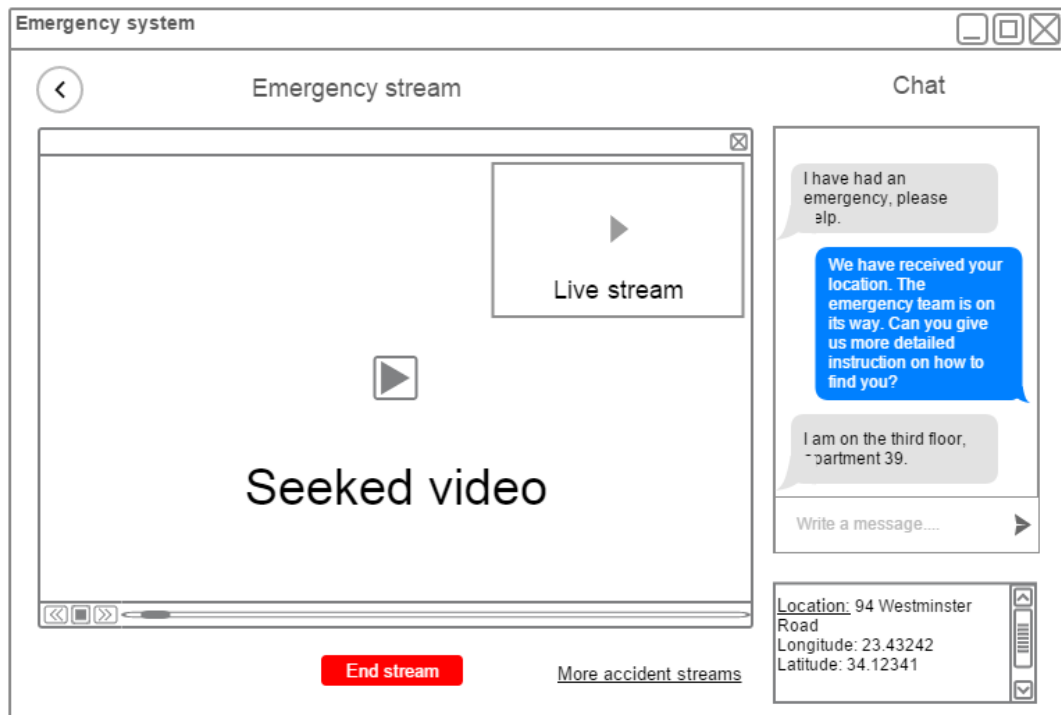 Emergency system
Emergency stream
Chat
Live stream
Seeked video
I have had an
emergency, please
elp.
We have received your
location. The
emergency team is on
its way. Can you give
us more detailed
instruction on how to
find you?
I am on the third floor,
partment 39.
Write a message....
Location: 94 Westminster
Road
Longitude: 23.43242
Latitude: 34.12341
End stream
More accident streams